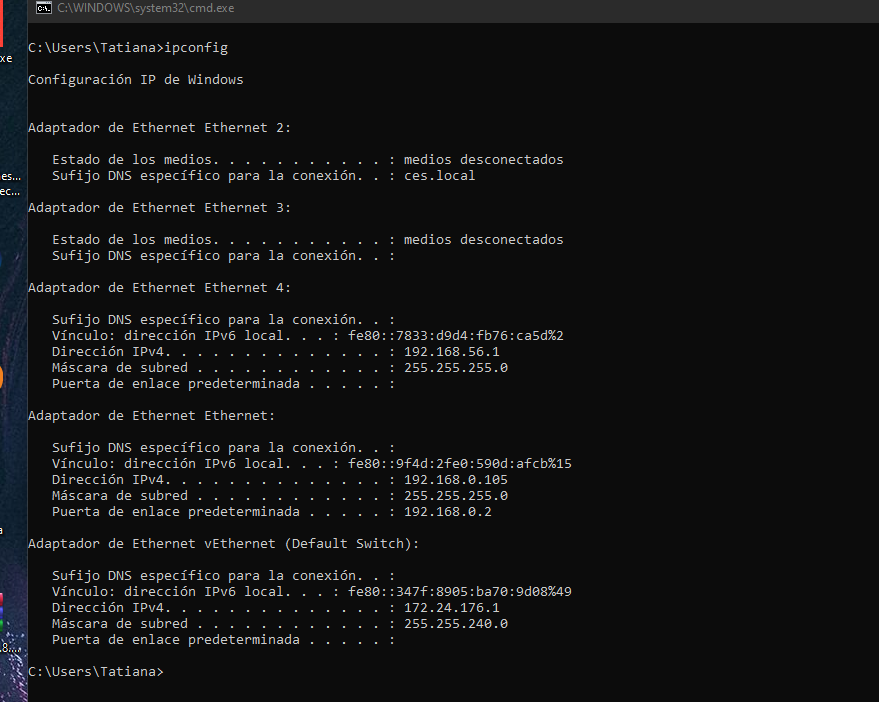 C:\WINDOWS\system32\cmd.exe
C:\Users\Tatiana>ipconfig
Configuración IP de Windows
Adaptador de Ethernet Ethernet 2:
Estado de los medios. . . . . . . . . . . : medios desconectados
Sufijo DNS específico para la conexión. . : ces.local
Adaptador de Ethernet Ethernet 3:
Estado de los medios. . . . . . . . . . . : medios desconectados
Sufijo DNS específico para la conexión. . :
Adaptador de Ethernet Ethernet 4:
Sufijo DNS específico para la conexión. . :
Vínculo: dirección IPv6 local. . . : fe80::7833:d9d4:fb76:ca5d%2
Dirección IPv4. . . . . . . . . . . . . . : 192.168.56.1
Máscara de subred . . . . . . . . . . . . : 255.255.255.0
Puerta de enlace predeterminada . . . . . :
Adaptador de Ethernet Ethernet:
Sufijo DNS específico para la conexión. . :
Vínculo: dirección IPv6 local. . . : fe80::9f4d:2fe0:590d:afcb%15
Dirección IPv4. . . . . . . . . . . . . . : 192.168.0.105
Máscara de subred . . . . . . . . . . . . : 255.255.255.0
Puerta de enlace predeterminada . . . . . : 192.168.0.2
Adaptador de Ethernet vEthernet (Default Switch):
Sufijo DNS específico para la conexión. . :
Vínculo: dirección IPv6 local. . . : fe80::347f:8905:ba70:9d08%49
Dirección IPv4. . . . . . . . . . . . . . : 172.24.176.1
Máscara de subred . . . . . . . . . . . . : 255.255.240.0
Puerta de enlace predeterminada . . . . . :
C:\Users\Tatiana>